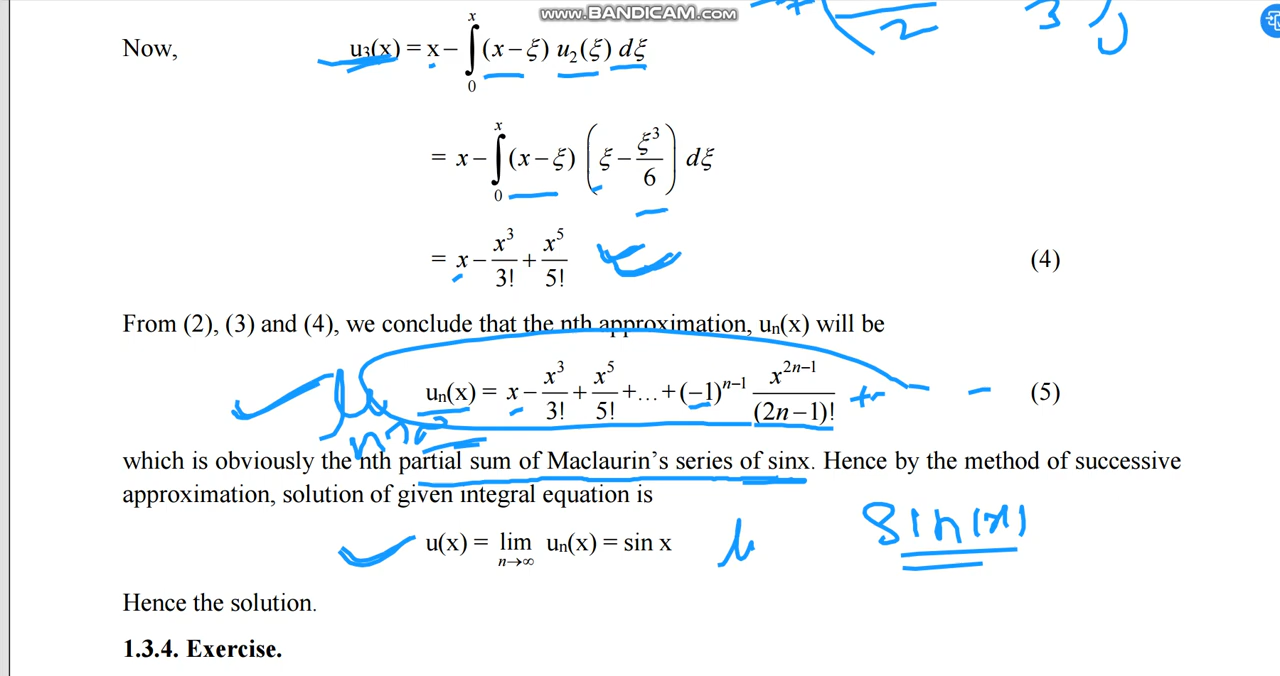 www.BANDICAM.com
2 3
Now, u₃(x) = x − ∫₀ˣ (x − ξ) u₂(ξ) dξ
= x − ∫₀ˣ (x − ξ) (ξ − ξ³/6) dξ
= x − x³/3! + x⁵/5! (4)
From (2), (3) and (4), we conclude that the nth approximation, uₙ(x) will be
uₙ(x) = x − x³/3! + x⁵/5! + … + (−1)ⁿ⁻¹ x²ⁿ⁻¹/(2n−1)! (5)
which is obviously the nth partial sum of Maclaurin’s series of sinx. Hence by the method of successive
approximation, solution of given integral equation is
u(x) = lim n→∞ uₙ(x) = sin x
sin(x)
Hence the solution.
1.3.4. Exercise.